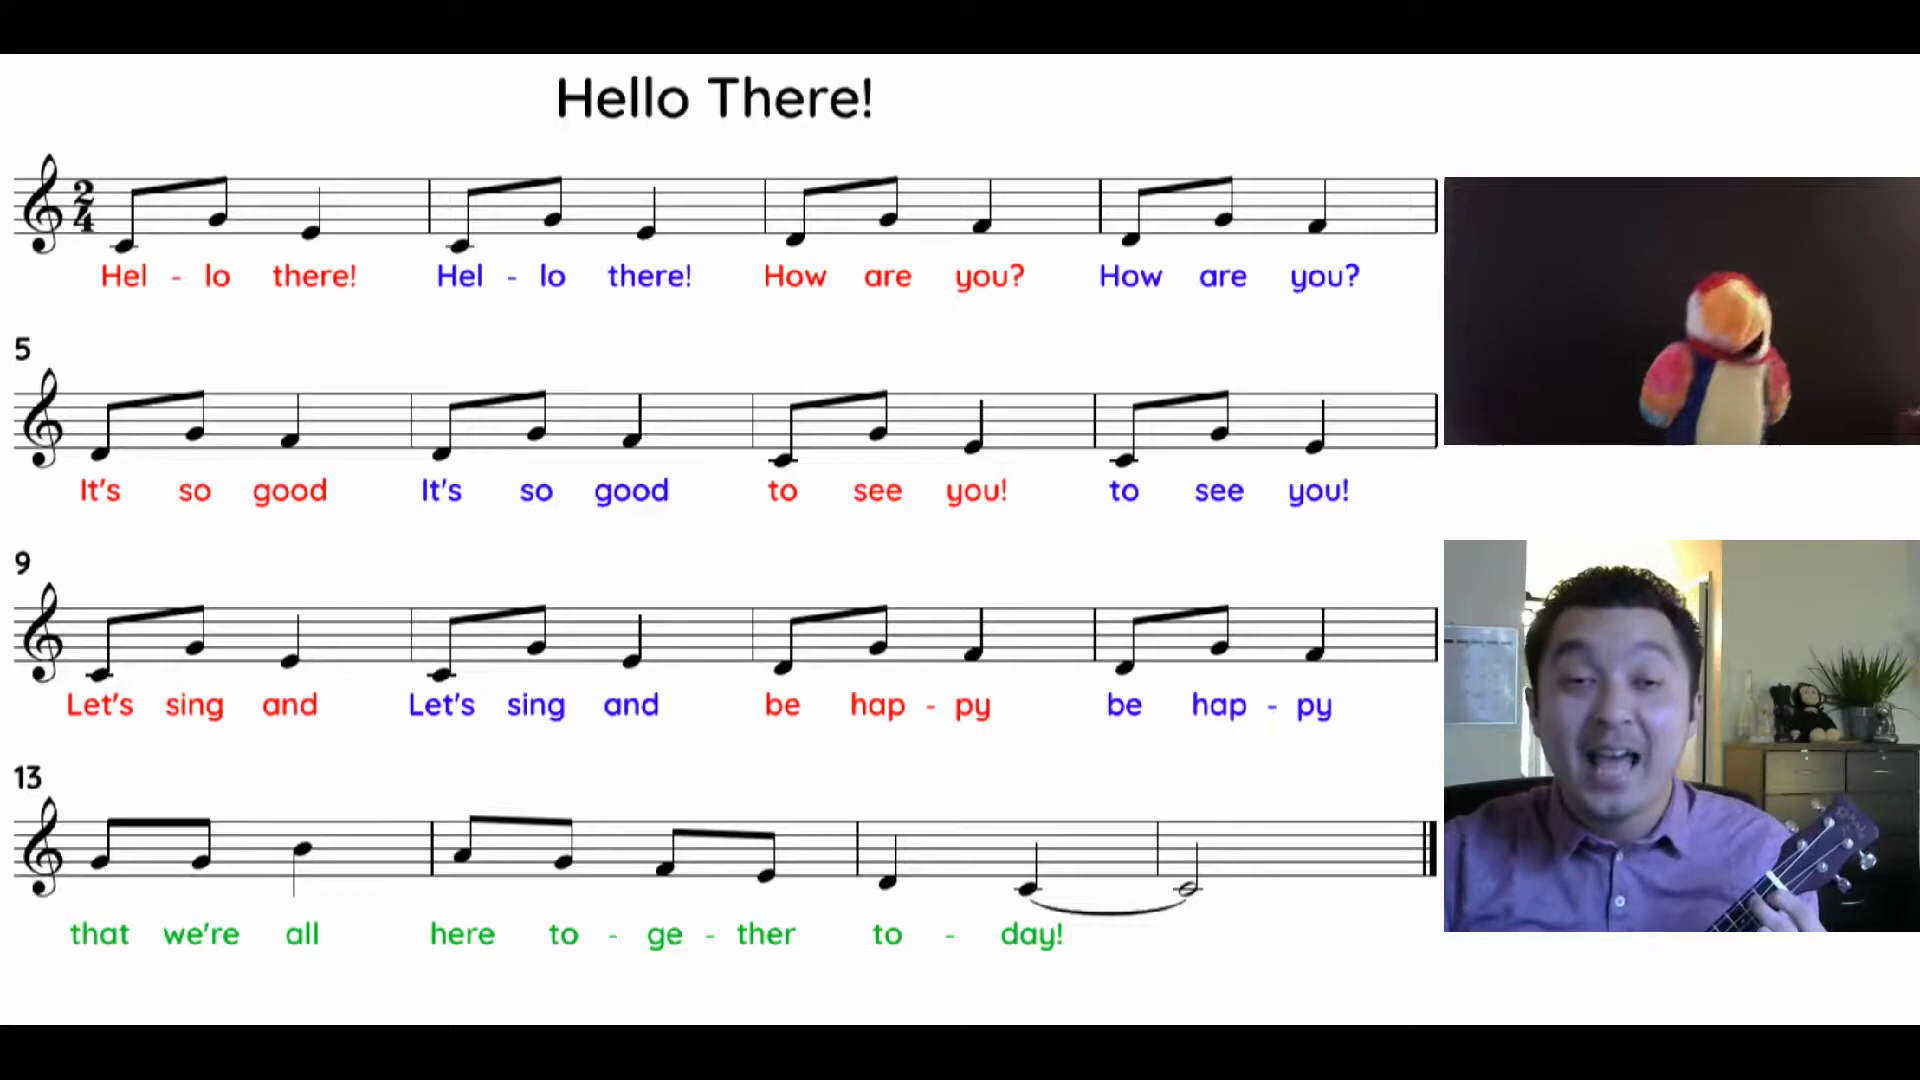 Hello There!
2
4
Hel - lo there! Hel - lo there! How are you? How are you?
5
It's so good It's so good to see you! to see you!
9
Let's sing and Let's sing and be hap - py be hap - py
13
that we're all here to - ge - ther to - day!